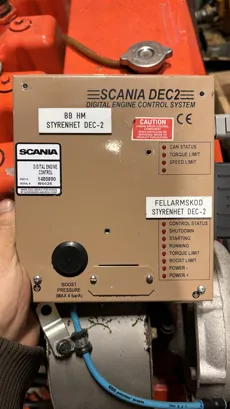 SCANIA DEC2
DIGITAL ENGINE CONTROL SYSTEM
BB HM
STYRENHET DEC-2
CAUTION
CE
SCANIA
DIGITAL ENGINE
CONTROL
CAN STATUS
TORQUE LIMIT
SPEED LIMIT
FELLARMSKOD
STYRENHET DEC-2
CONTROL STATUS
SHUTDOWN
STARTING
RUNNING
TORQUE LIMIT
BOOST LIMIT
POWER -
POWER +
BOOST
PRESSURE
(MAX 4 barA)